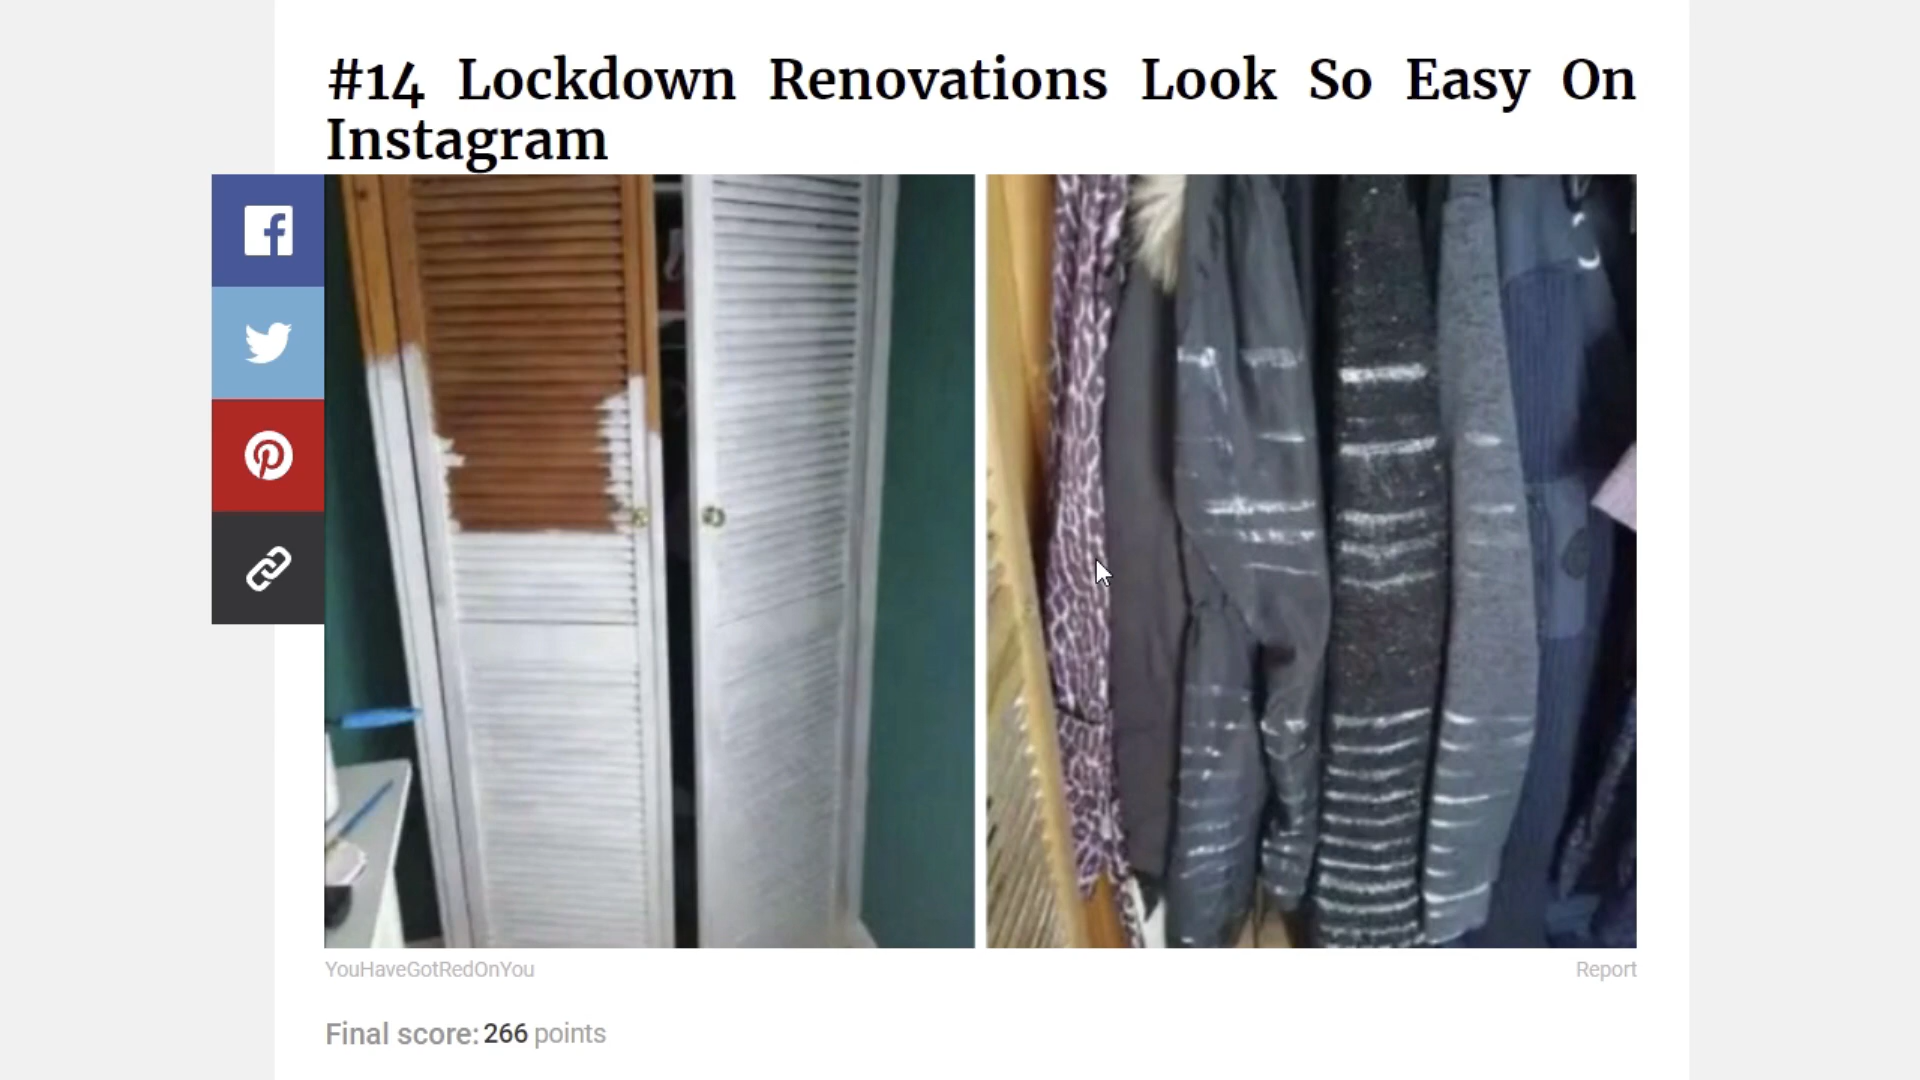 #14 Lockdown Renovations Look So Easy On
Instagram
YouHaveGotRedOnYou
Report
Final score: 266 points